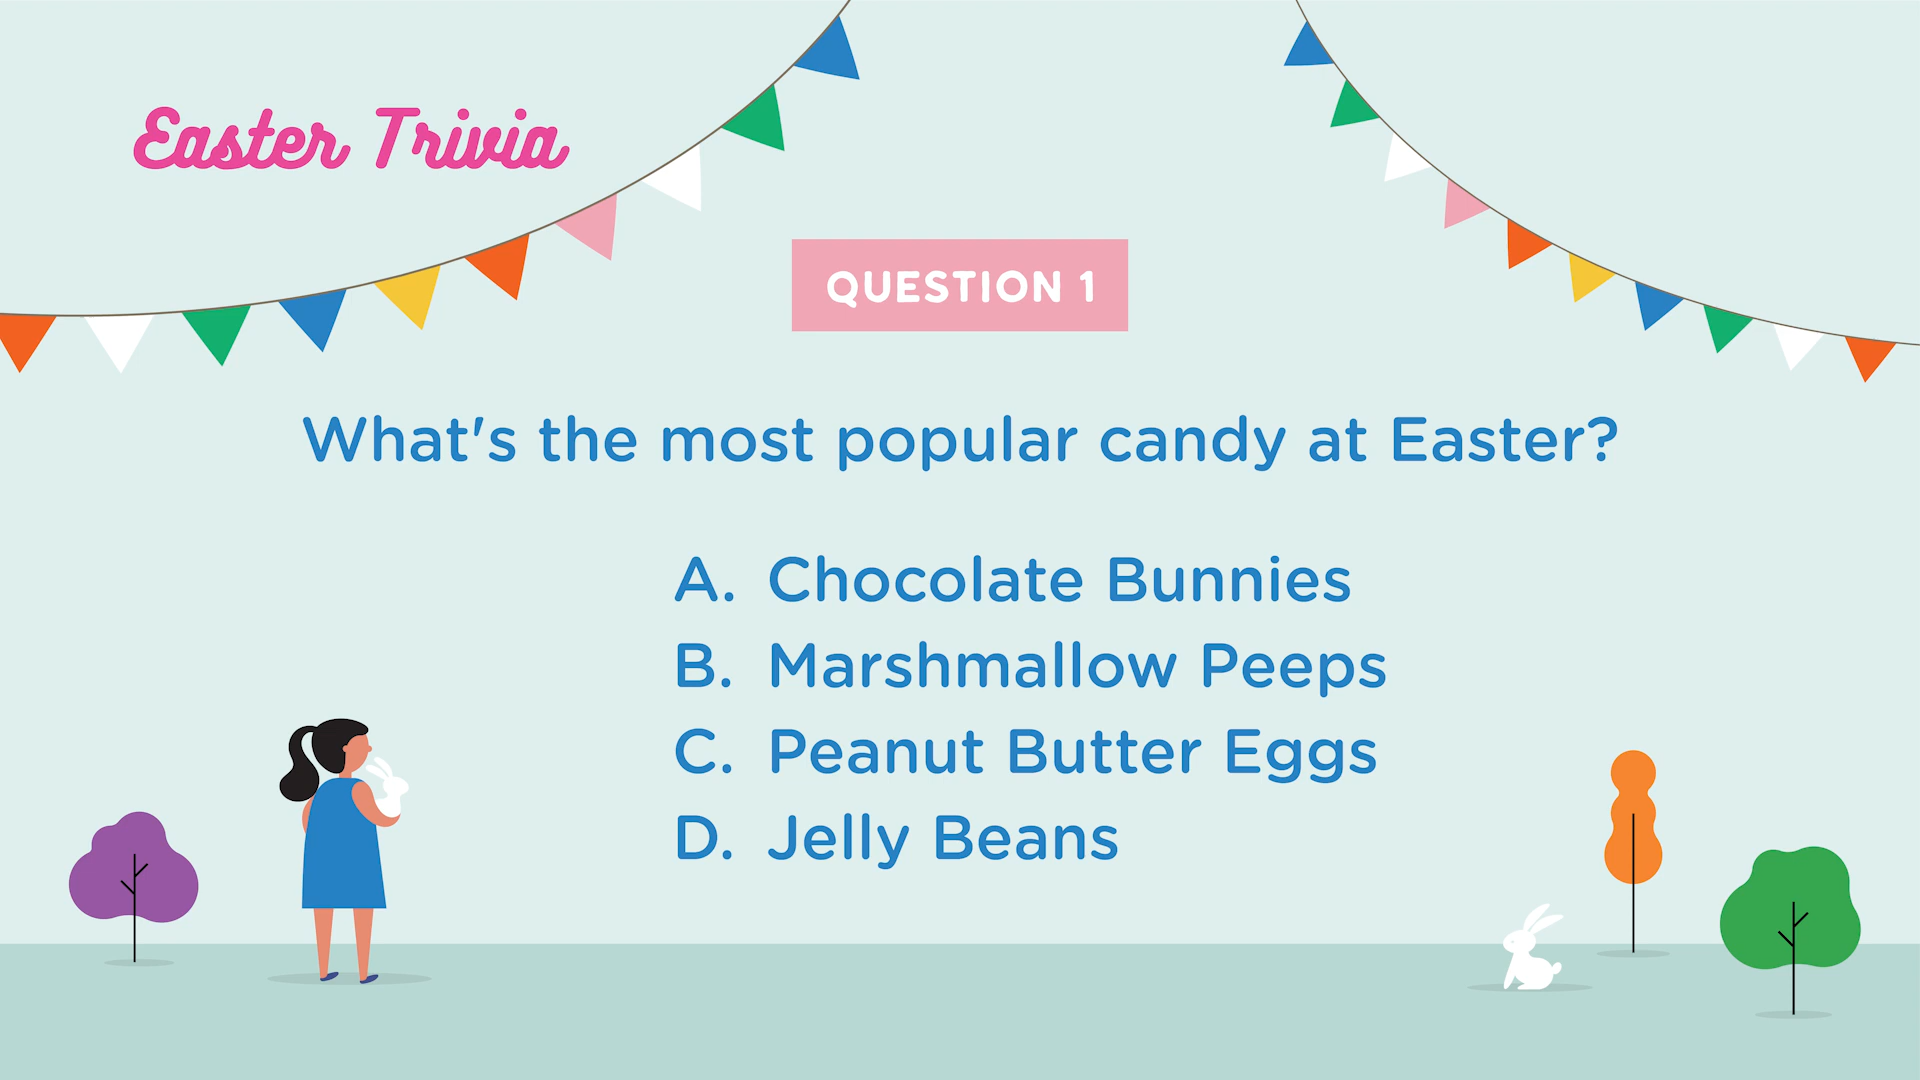 Easter Trivia
QUESTION 1
What's the most popular candy at Easter?
A. Chocolate Bunnies
B. Marshmallow Peeps
C. Peanut Butter Eggs
D. Jelly Beans